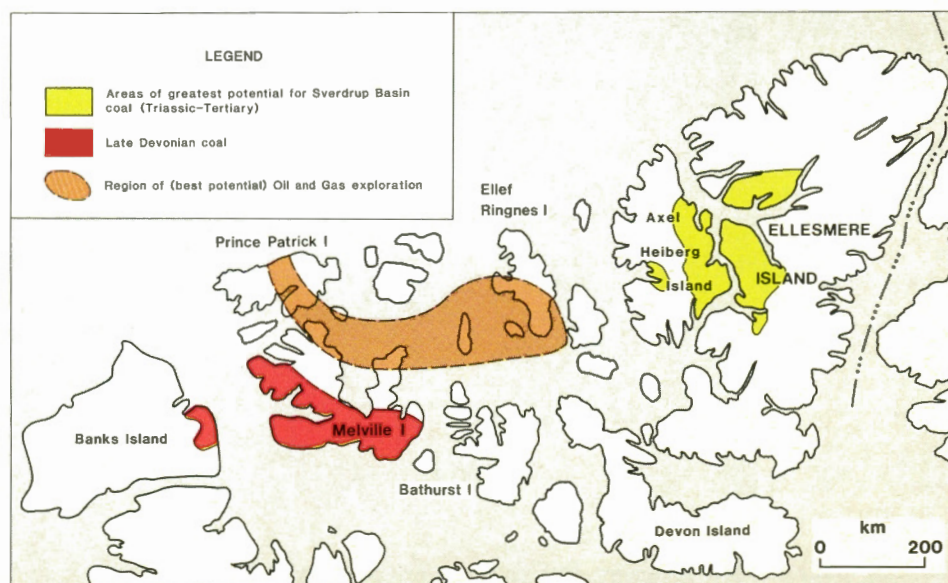 LEGEND
Areas of greatest potential for Sverdrup Basin
coal (Triassic-Tertiary)
Late Devonian coal
Region of (best potential) Oil and Gas exploration
Ellef
Ringnes I
Prince Patrick I
Axel
Heiberg
Island
ELLESMERE
ISLAND
Banks Island
Melville I
Bathurst I
Devon Island
km
0 200